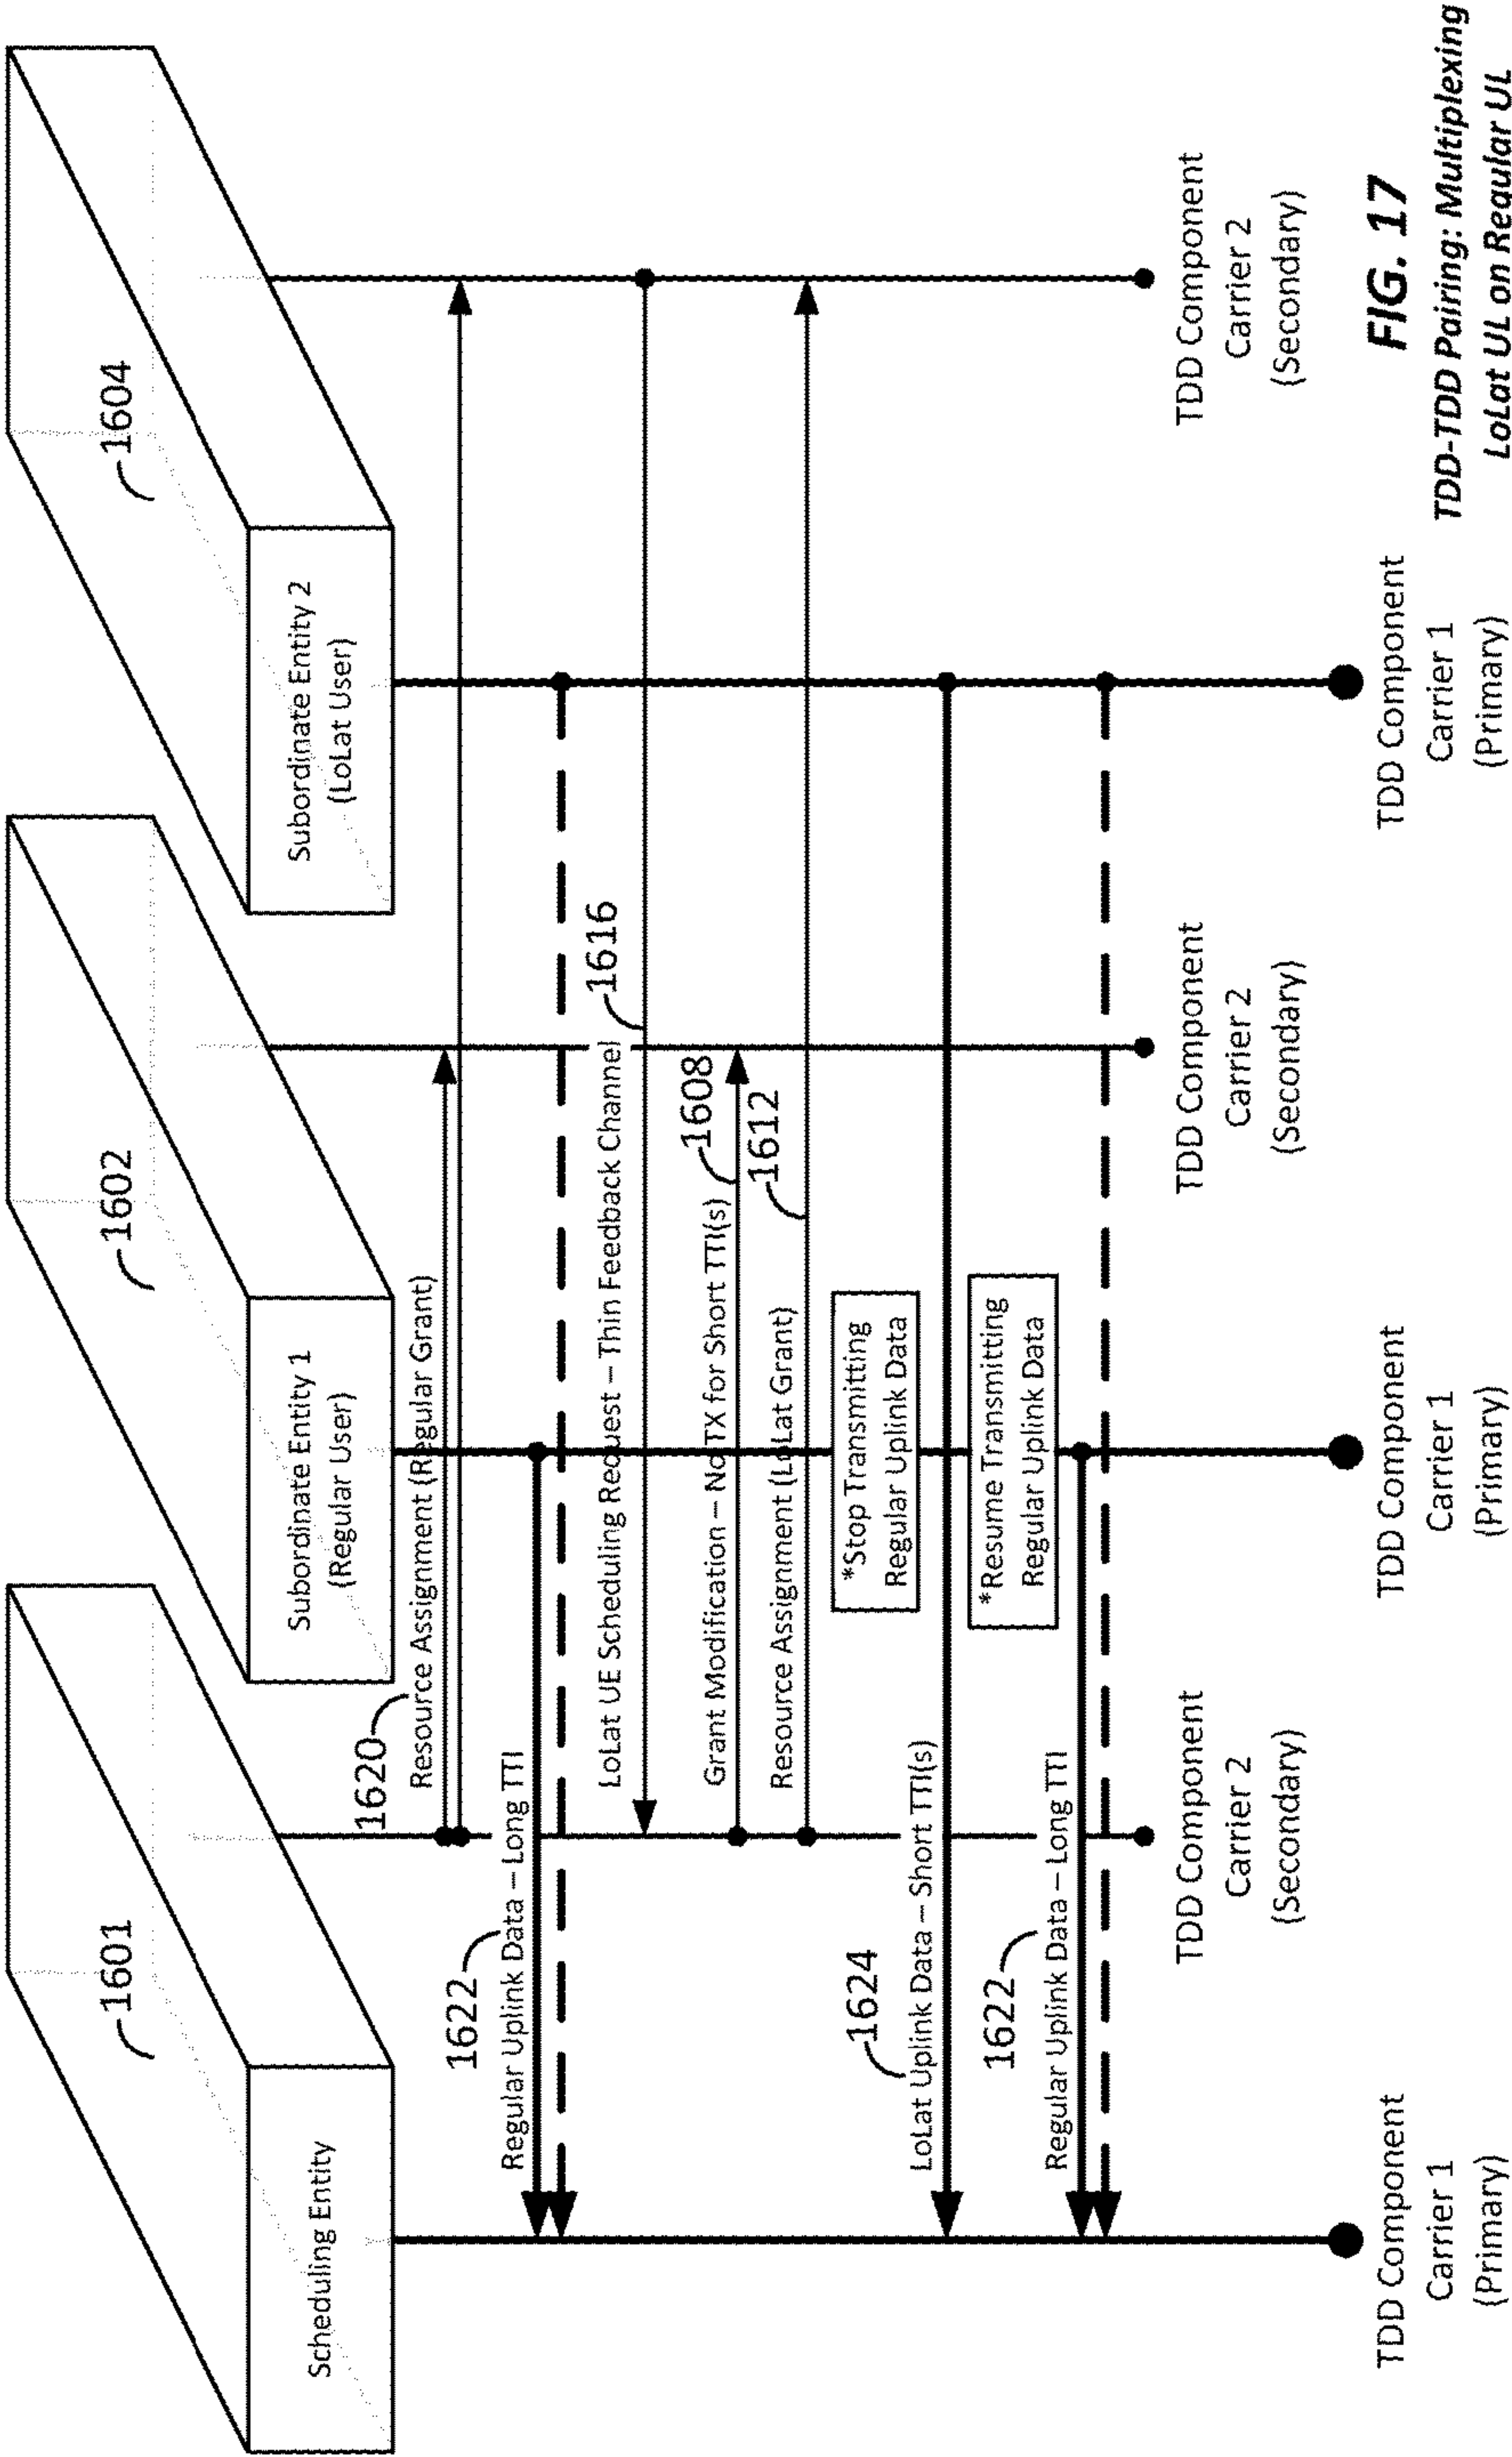 1601
1602
1604
Scheduling Entity
Subordinate Entity 1
(Regular User)
Subordinate Entity 2
(LoLat User)
1620
Resource Assignment (Regular Grant)
1622
Regular Uplink Data – Long TTI
1616
LoLat UE Scheduling Request – Thin Feedback Channel
1608
Grant Modification – No TX for Short TTI(s)
1612
Resource Assignment (LoLat Grant)
*Stop Transmitting
Regular Uplink Data
1624
LoLat Uplink Data – Short TTI(s)
*Resume Transmitting
Regular Uplink Data
1622
Regular Uplink Data – Long TTI
TDD Component
Carrier 2
(Secondary)
TDD Component
Carrier 2
(Secondary)
TDD Component
Carrier 2
(Secondary)
TDD Component
Carrier 1
(Primary)
TDD Component
Carrier 1
(Primary)
TDD Component
Carrier 1
(Primary)
FIG. 17
TDD-TDD Pairing: Multiplexing
LoLat UL on Regular UL